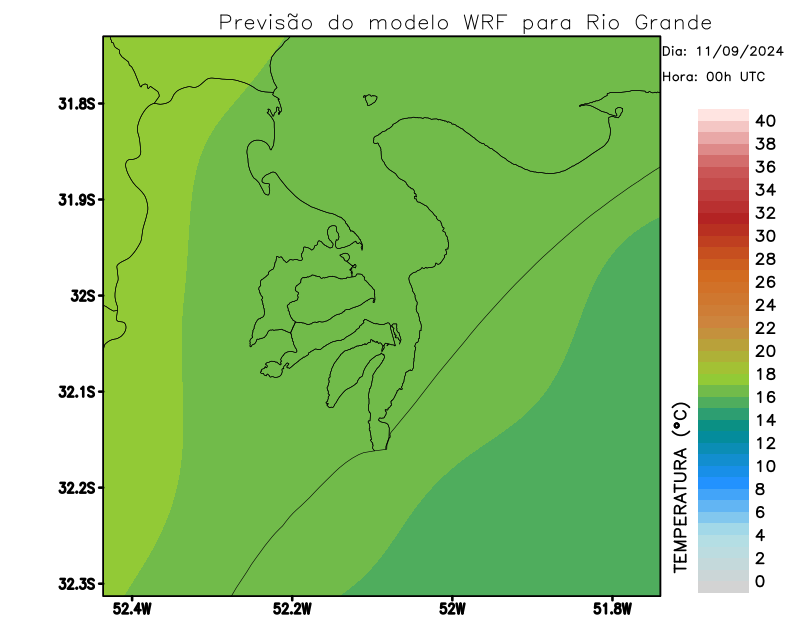 Previsão do modelo WRF para Rio Grande
Dia: 11/09/2024
Hora: 00h UTC
31.8S
31.9S
32S
32.1S
32.2S
32.3S
52.4W
52.2W
52W
51.8W
TEMPERATURA (°C)
40
38
36
34
32
30
28
26
24
22
20
18
16
14
12
10
8
6
4
2
0